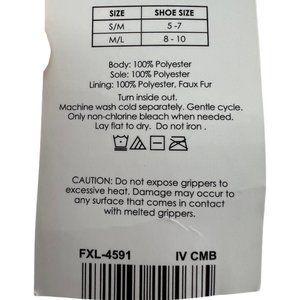 SIZE SHOE SIZE
S/M 5 -7
M/L 8 - 10
Body: 100% Polyester
Sole: 100% Polyester
Lining: 100% Polyester, Faux Fur
Turn inside out.
Machine wash cold separately. Gentle cycle.
Only non-chlorine bleach when needed.
Lay flat to dry. Do not iron .
CAUTION: Do not expose grippers to
excessive heat. Damage may occur to
any surface that comes in contact
with melted grippers.
FXL-4591 IV CMB